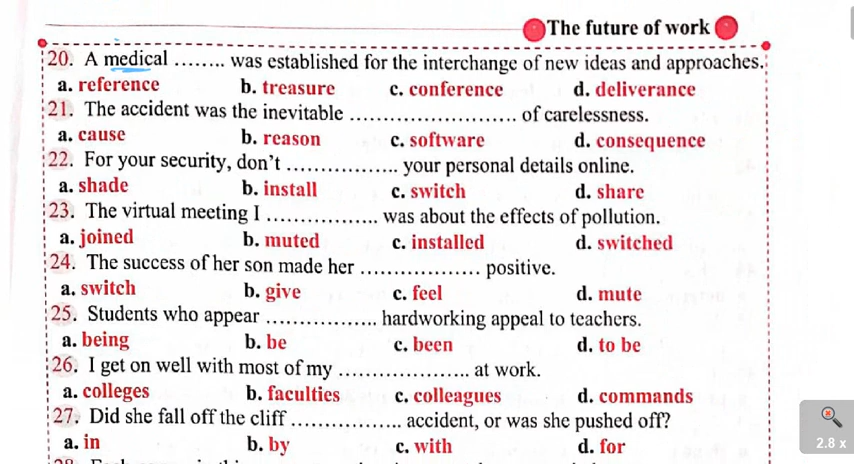 The future of work
20. A medical ........ was established for the interchange of new ideas and approaches.
a. reference b. treasure c. conference d. deliverance
21. The accident was the inevitable ........................ of carelessness.
a. cause b. reason c. software d. consequence
22. For your security, don't ................ your personal details online.
a. shade b. install c. switch d. share
23. The virtual meeting I ................ was about the effects of pollution.
a. joined b. muted c. installed d. switched
24. The success of her son made her .................. positive.
a. switch b. give c. feel d. mute
25. Students who appear ................ hardworking appeal to teachers.
a. being b. be c. been d. to be
26. I get on well with most of my ................... at work.
a. colleges b. faculties c. colleagues d. commands
27. Did she fall off the cliff ................ accident, or was she pushed off?
a. in b. by c. with d. for
2.8 x